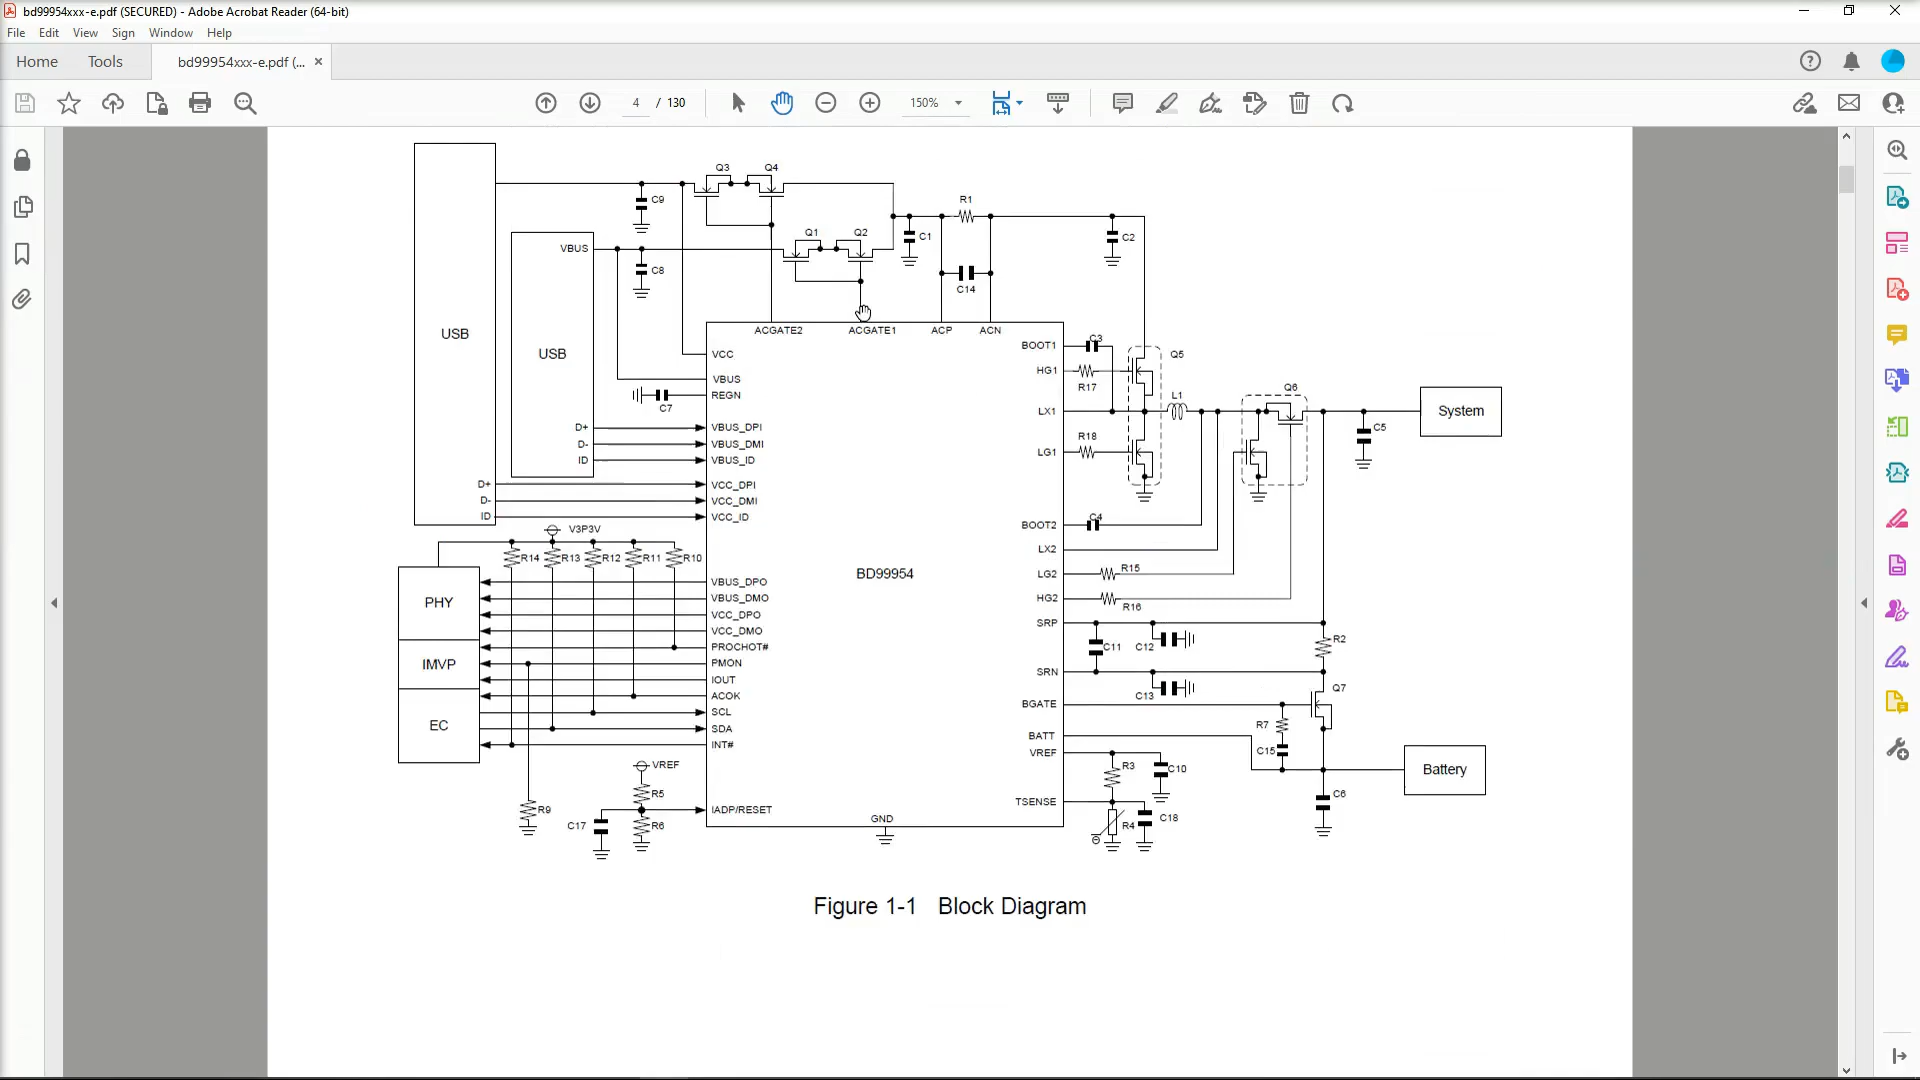 bd99954xxx-e.pdf (SECURED) - Adobe Acrobat Reader (64-bit)
File Edit View Sign Window Help
Home Tools bd99954xxx-e.pdf (... ×
4 / 130 150%
Q3 Q4
C9
R1
VBUS Q1 Q2 C1 C2
C8
C14
USB
USB
ACGATE2 ACGATE1 ACP ACN
VCC BOOT1 C3 Q5
VBUS HG1 R17
REGN C7
LX1 L1 Q6 System
C5
D+ VBUS_DPI
D- VBUS_DMI R18
ID VBUS_ID LG1
D+ VCC_DPI
D- VCC_DMI
ID VCC_ID
V3P3V BOOT2 C4
R14 R13 R12 R11 R10 LX2
BD99954 LG2 R15
PHY VBUS_DPO
VBUS_DMO HG2 R16
VCC_DPO SRP
VCC_DMO
PROCHOT# C11 C12 R2
IMVP PMON
IOUT SRN
ACOK C13 Q7
EC SCL BGATE
SDA R7
INT# BATT
VREF C15
VREF R3 C10 Battery
R5
R9 IADP/RESET TSENSE C6
C17 R6 GND R4 C18
Θ
Figure 1-1 Block Diagram